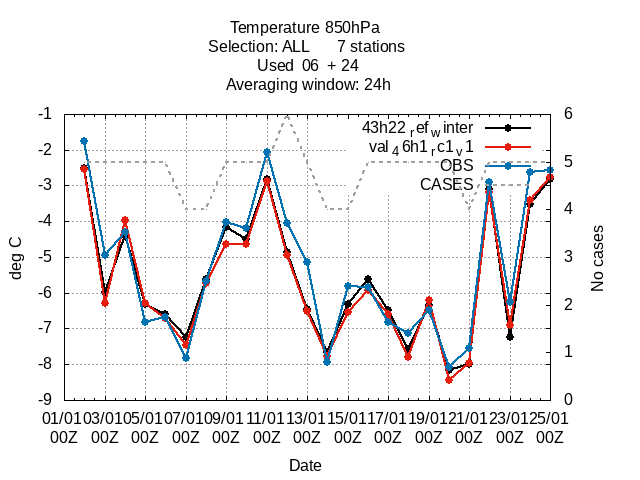 Temperature 850hPa
Selection: ALL 7 stations
Used 06 + 24
Averaging window: 24h
43h22_ref_winter
val_46h1_rc1_v1
OBS
CASES
-1
-2
-3
-4
-5
-6
-7
-8
-9
deg C
6
5
4
3
2
1
0
No cases
01/01 03/01 05/01 07/01 09/01 11/01 13/01 15/01 17/01 19/01 21/01 23/01 25/01
00Z 00Z 00Z 00Z 00Z 00Z 00Z 00Z 00Z 00Z 00Z 00Z 00Z
Date